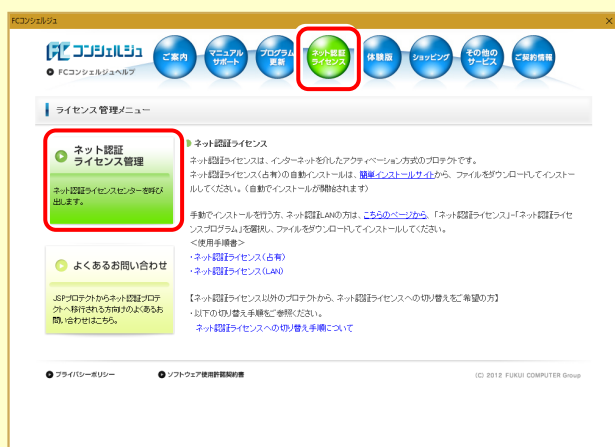 FCコンシェルジュ
×
FC コンシェルジュ
FCコンシェルジュヘルプ
ご案内
マニュアル
サポート
プログラム
更新
ネット認証
ライセンス
体験版
ショッピング
その他の
サービス
ご契約情報
ライセンス管理メニュー
ネット認証
ライセンス管理
ネット認証ライセンスセンターを呼び
出します。
よくあるお問い合わせ
JSPプロテクトからネット認証プロテ
クトへ移行される方向けのよくあるお
問い合わせはこちら。
ネット認証ライセンス
ネット認証ライセンスは、インターネットを介したアクティベーション方式のプロテクトです。
ネット認証ライセンス(占有)の自動インストールは、簡単インストールサイトから、ファイルをダウンロードしてインストー
ルしてください。(自動でインストールが開始されます)
手動でインストールを行う方、ネット認証LANの方は、こちらのページから、「ネット認証ライセンス」-「ネット認証ライセ
ンスプログラム」を選択し、ファイルをダウンロードしてインストールしてください。
＜使用手順書＞
・ネット認証ライセンス(占有)
・ネット認証ライセンス(LAN)
【ネット認証ライセンス以外のプロテクトから、ネット認証ライセンスへの切り替えをご希望の方】
・以下の切り替え手順をご参照ください。
ネット認証ライセンスへの切り替え手順について
プライバシーポリシー
ソフトウェア使用許諾契約書
(C) 2012 FUKUI COMPUTER Group